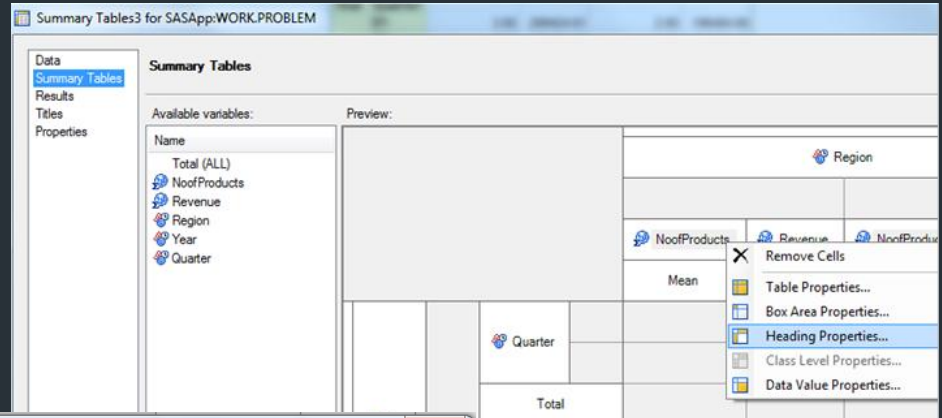 Summary Tables3 for SASApp:WORK.PROBLEM
Data
Summary Tables
Results
Titles
Properties
Summary Tables
Available variables:
Name
Total (ALL)
NoofProducts
Revenue
Region
Year
Quarter
Preview:
Region
NoofProducts
Revenue
NoofProduc
Mean
Quarter
Total
Remove Cells
Table Properties...
Box Area Properties...
Heading Properties...
Class Level Properties...
Data Value Properties...